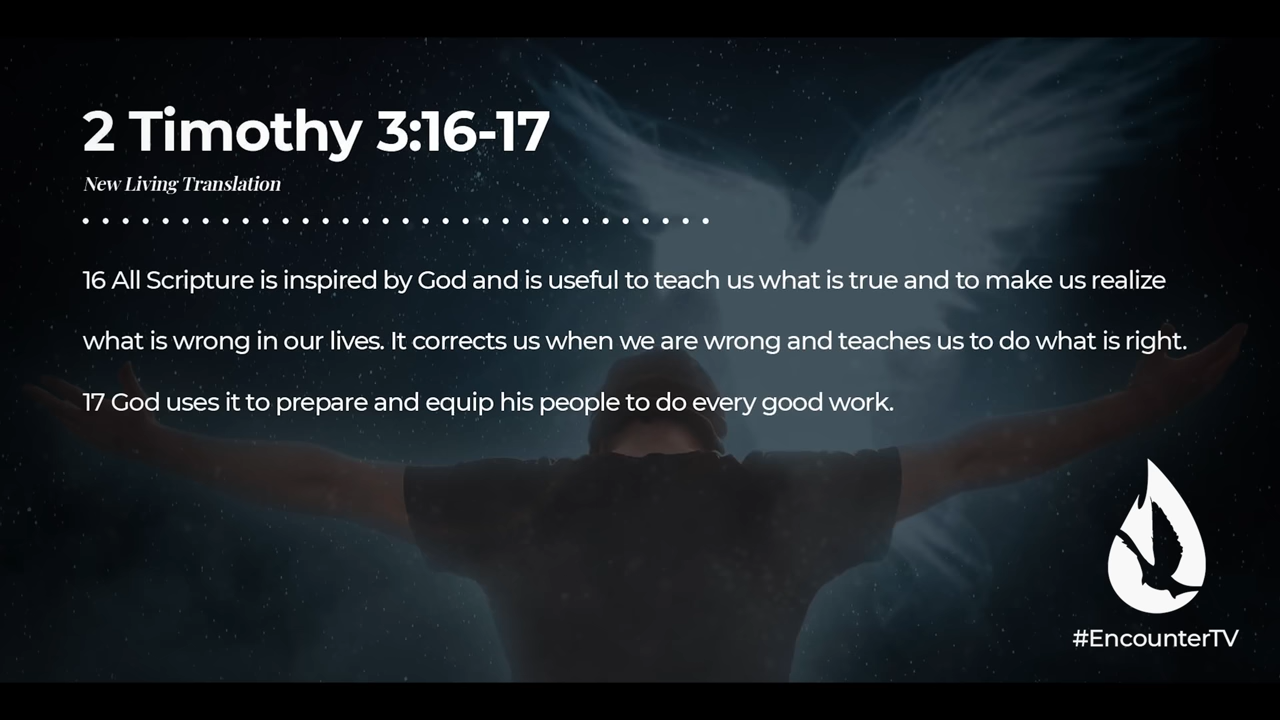 2 Timothy 3:16-17
New Living Translation
16 All Scripture is inspired by God and is useful to teach us what is true and to make us realize
what is wrong in our lives. It corrects us when we are wrong and teaches us to do what is right.
17 God uses it to prepare and equip his people to do every good work.
#EncounterTV